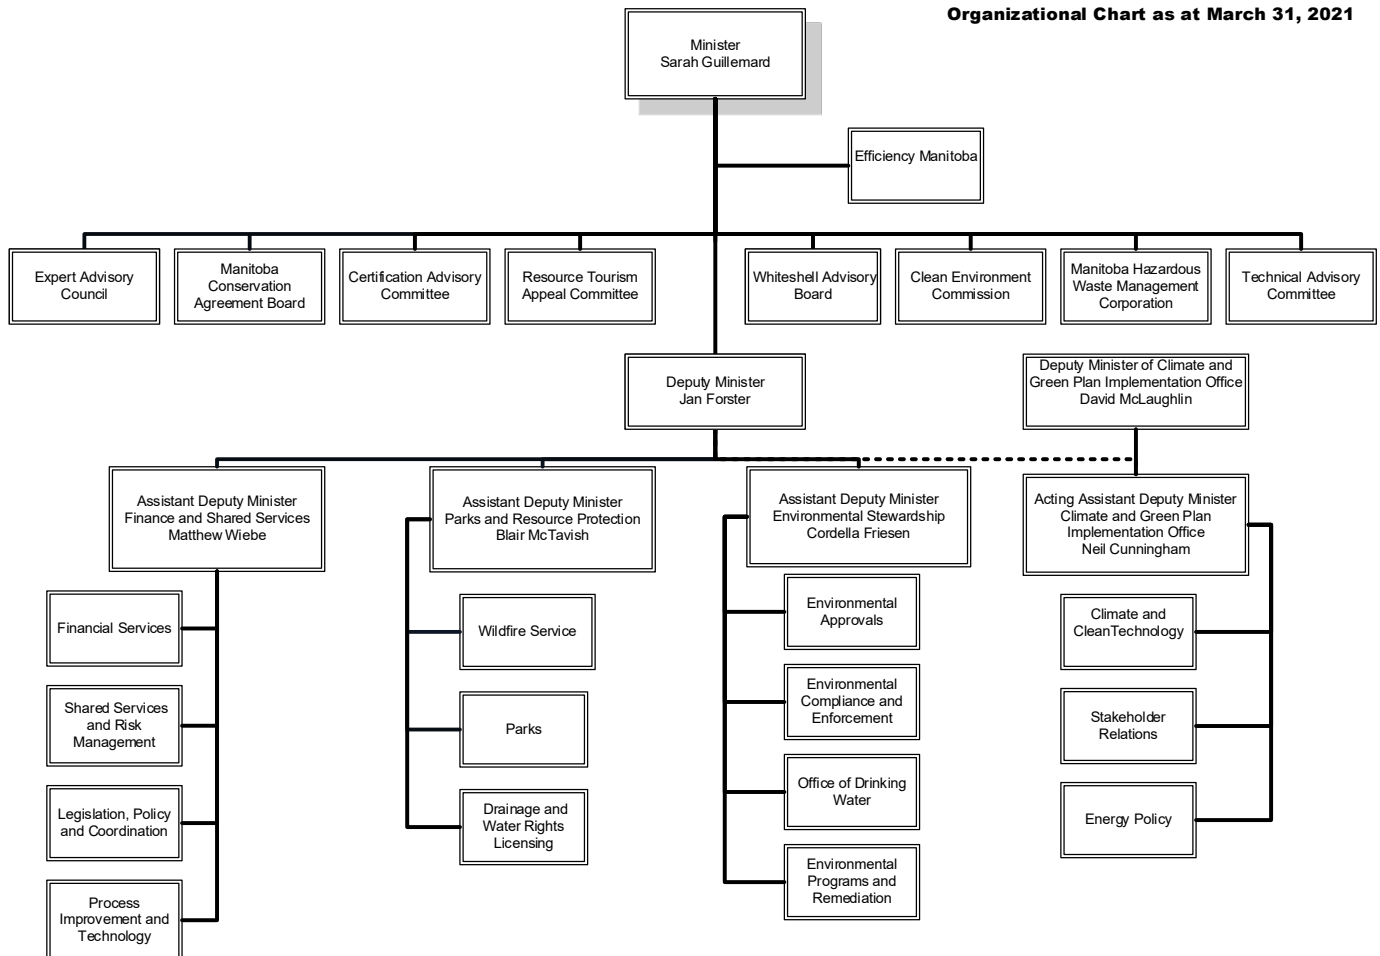 Organizational Chart as at March 31, 2021
Minister
Sarah Guillemard
Efficiency Manitoba
Expert Advisory
Council
Manitoba
Conservation
Agreement Board
Certification Advisory
Committee
Resource Tourism
Appeal Committee
Whiteshell Advisory
Board
Clean Environment
Commission
Manitoba Hazardous
Waste Management
Corporation
Technical Advisory
Committee
Deputy Minister
Jan Forster
Deputy Minister of Climate and
Green Plan Implementation Office
David McLaughlin
Assistant Deputy Minister
Finance and Shared Services
Matthew Wiebe
Assistant Deputy Minister
Parks and Resource Protection
Blair McTavish
Assistant Deputy Minister
Environmental Stewardship
Cordella Friesen
Acting Assistant Deputy Minister
Climate and Green Plan
Implementation Office
Neil Cunningham
Financial Services
Shared Services
and Risk
Management
Legislation, Policy
and Coordination
Process
Improvement and
Technology
Wildfire Service
Parks
Drainage and
Water Rights
Licensing
Environmental
Approvals
Environmental
Compliance and
Enforcement
Office of Drinking
Water
Environmental
Programs and
Remediation
Climate and
CleanTechnology
Stakeholder
Relations
Energy Policy